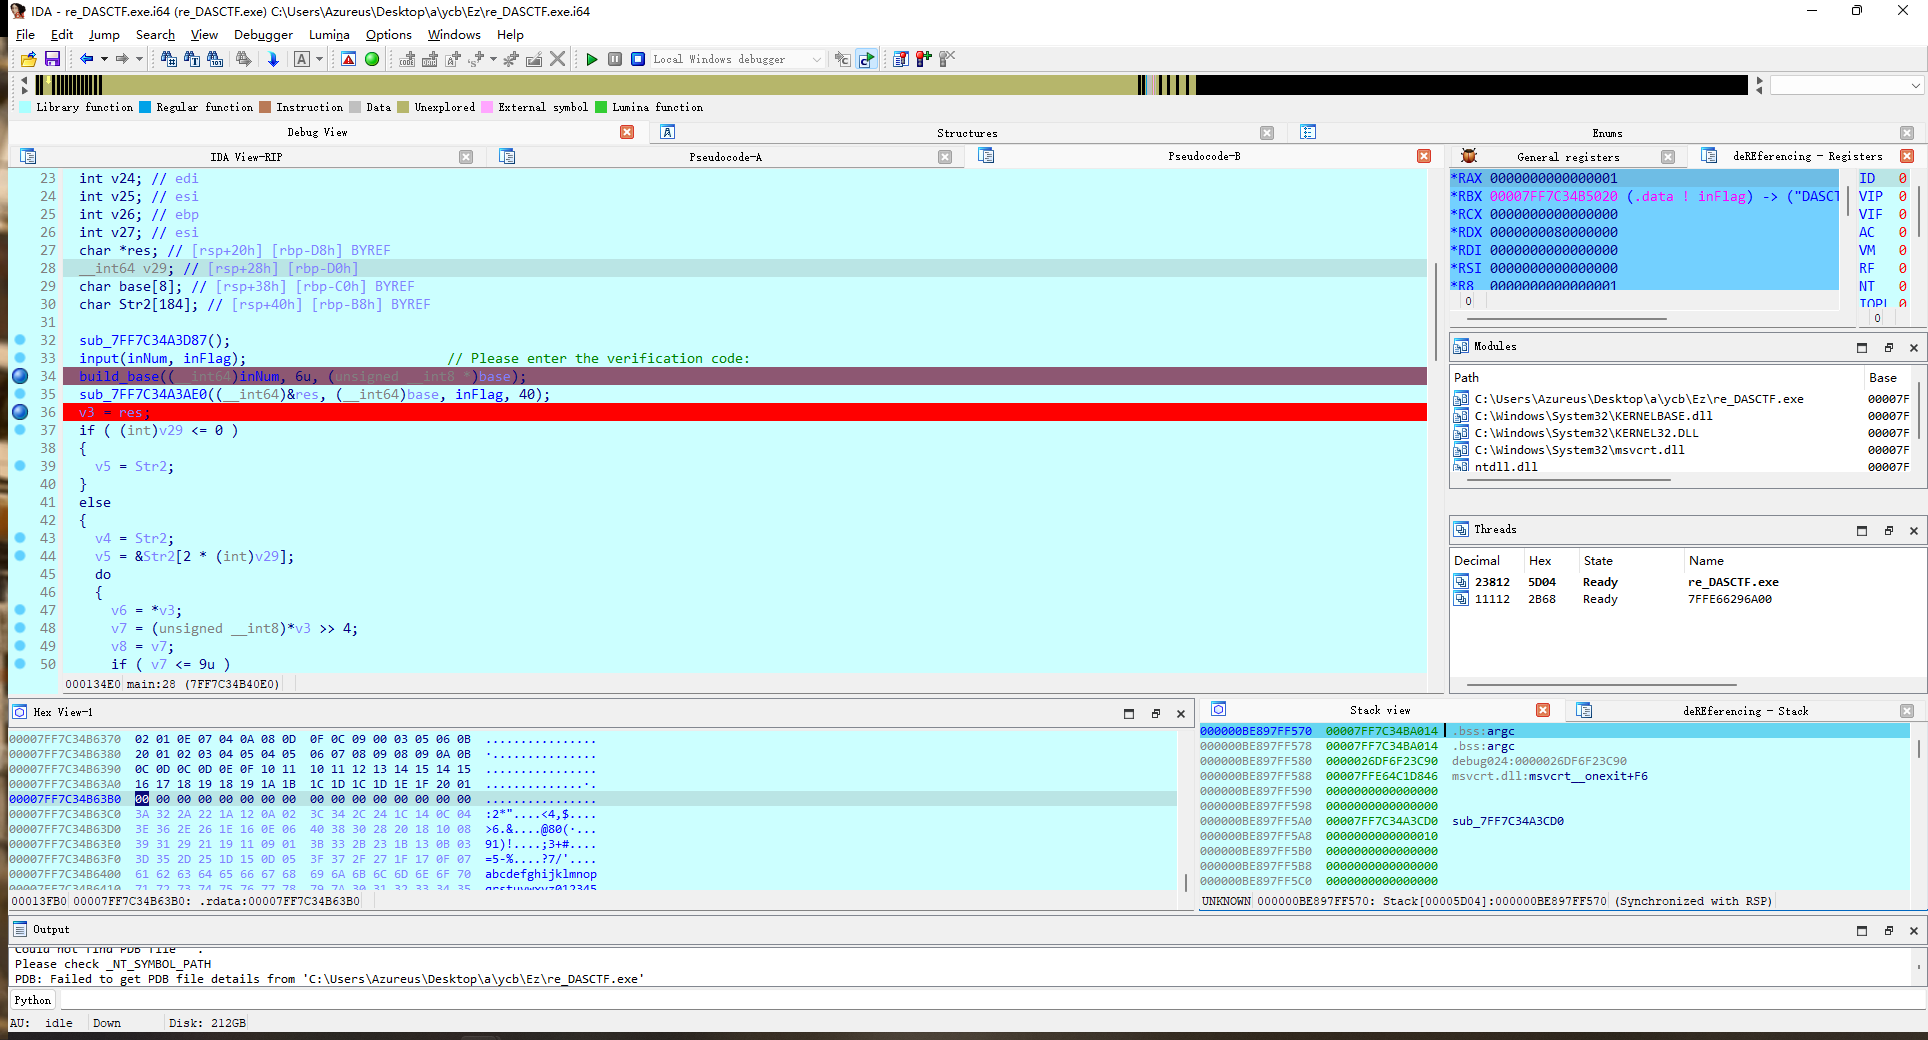 IDA - re_DASCTF.exe.i64 (re_DASCTF.exe) C:\Users\Azureus\Desktop\a\ycb\Ez\re_DASCTF.exe.i64
File Edit Jump Search View Debugger Lumina Options Windows Help
Local Windows debugger
Library function Regular function Instruction Data Unexplored External symbol Lumina function
Debug View Structures Enums
IDA View-RIP Pseudocode-A Pseudocode-B
23 int v24; // edi
24 int v25; // esi
25 int v26; // ebp
26 int v27; // esi
27 char *res; // [rsp+20h] [rbp-D8h] BYREF
28 __int64 v29; // [rsp+28h] [rbp-D0h]
29 char base[8]; // [rsp+38h] [rbp-C0h] BYREF
30 char Str2[184]; // [rsp+40h] [rbp-B8h] BYREF
31
32 sub_7FF7C34A3D87();
33 input(inNum, inFlag); // Please enter the verification code:
34 build_base((__int64)inNum, 6u, (unsigned __int8 *)base);
35 sub_7FF7C34A3AE0((__int64)&res, (__int64)base, inFlag, 40);
36 v3 = res;
37 if ( (int)v29 <= 0 )
38 {
39 v5 = Str2;
40 }
41 else
42 {
43 v4 = Str2;
44 v5 = &Str2[2 * (int)v29];
45 do
46 {
47 v6 = *v3;
48 v7 = (unsigned __int8)*v3 >> 4;
49 v8 = v7;
50 if ( v7 <= 9u )
000134E0 main:28 (7FF7C34B40E0)
General registers deREferencing - Registers
*RAX 0000000000000001
*RBX 00007FF7C34B5020 (.data ! inFlag) -> ("DASCT
*RCX 0000000000000000
*RDX 0000000080000000
*RDI 0000000000000000
*RSI 0000000000000000
*R8 0000000000000001
0
ID 0
VIP 0
VIF 0
AC 0
VM 0
RF 0
NT 0
IOPL 0
0
Modules
Path Base
C:\Users\Azureus\Desktop\a\ycb\Ez\re_DASCTF.exe 00007F
C:\Windows\System32\KERNELBASE.dll 00007F
C:\Windows\System32\KERNEL32.DLL 00007F
C:\Windows\System32\msvcrt.dll 00007F
ntdll.dll 00007F
Threads
Decimal Hex State Name
23812 5D04 Ready re_DASCTF.exe
11112 2B68 Ready 7FFE66296A00
Hex View-1
00007FF7C34B6370 02 01 0E 07 04 0A 08 0D 0F 0C 09 00 03 05 06 0B ................
00007FF7C34B6380 20 01 02 03 04 05 04 05 06 07 08 09 08 09 0A 0B ................
00007FF7C34B6390 0C 0D 0C 0D 0E 0F 10 11 10 11 12 13 14 15 14 15 ................
00007FF7C34B63A0 16 17 18 19 18 19 1A 1B 1C 1D 1C 1D 1E 1F 20 01 ................
00007FF7C34B63B0 00 00 00 00 00 00 00 00 00 00 00 00 00 00 00 00 ................
00007FF7C34B63C0 3A 32 2A 22 1A 12 0A 02 3C 34 2C 24 1C 14 0C 04 :2*"....<4,$....
00007FF7C34B63D0 3E 36 2E 26 1E 16 0E 06 40 38 30 28 20 18 10 08 >6.&....@80(....
00007FF7C34B63E0 39 31 29 21 19 11 09 01 3B 33 2B 23 1B 13 0B 03 91)!....;3+#....
00007FF7C34B63F0 3D 35 2D 25 1D 15 0D 05 3F 37 2F 27 1F 17 0F 07 =5-%....?7/'....
00007FF7C34B6400 61 62 63 64 65 66 67 68 69 6A 6B 6C 6D 6E 6F 70 abcdefghijklmnop
00007FF7C34B6410 71 72 73 74 75 76 77 78 79 7A 30 31 32 33 34 35 qrstuvwxyz012345
00013FB0 00007FF7C34B63B0: .rdata:00007FF7C34B63B0
Stack view deREferencing - Stack
000000BE897FF570 00007FF7C34BA014 .bss:argc
000000BE897FF578 00007FF7C34BA014 .bss:argc
000000BE897FF580 0000026DF6F23C90 debug024:0000026DF6F23C90
000000BE897FF588 00007FFE64C1D846 msvcrt.dll:msvcrt__onexit+F6
000000BE897FF590 0000000000000000
000000BE897FF598 0000000000000000
000000BE897FF5A0 00007FF7C34A3CD0 sub_7FF7C34A3CD0
000000BE897FF5A8 0000000000000010
000000BE897FF5B0 0000000000000000
000000BE897FF5B8 0000000000000000
000000BE897FF5C0 0000000000000000
UNKNOWN 000000BE897FF570: Stack[00005D04]:000000BE897FF570 (Synchronized with RSP)
Output
Could not find PDB file ''.
Please check _NT_SYMBOL_PATH
PDB: Failed to get PDB file details from 'C:\Users\Azureus\Desktop\a\ycb\Ez\re_DASCTF.exe'
Python
AU: idle Down Disk: 212GB